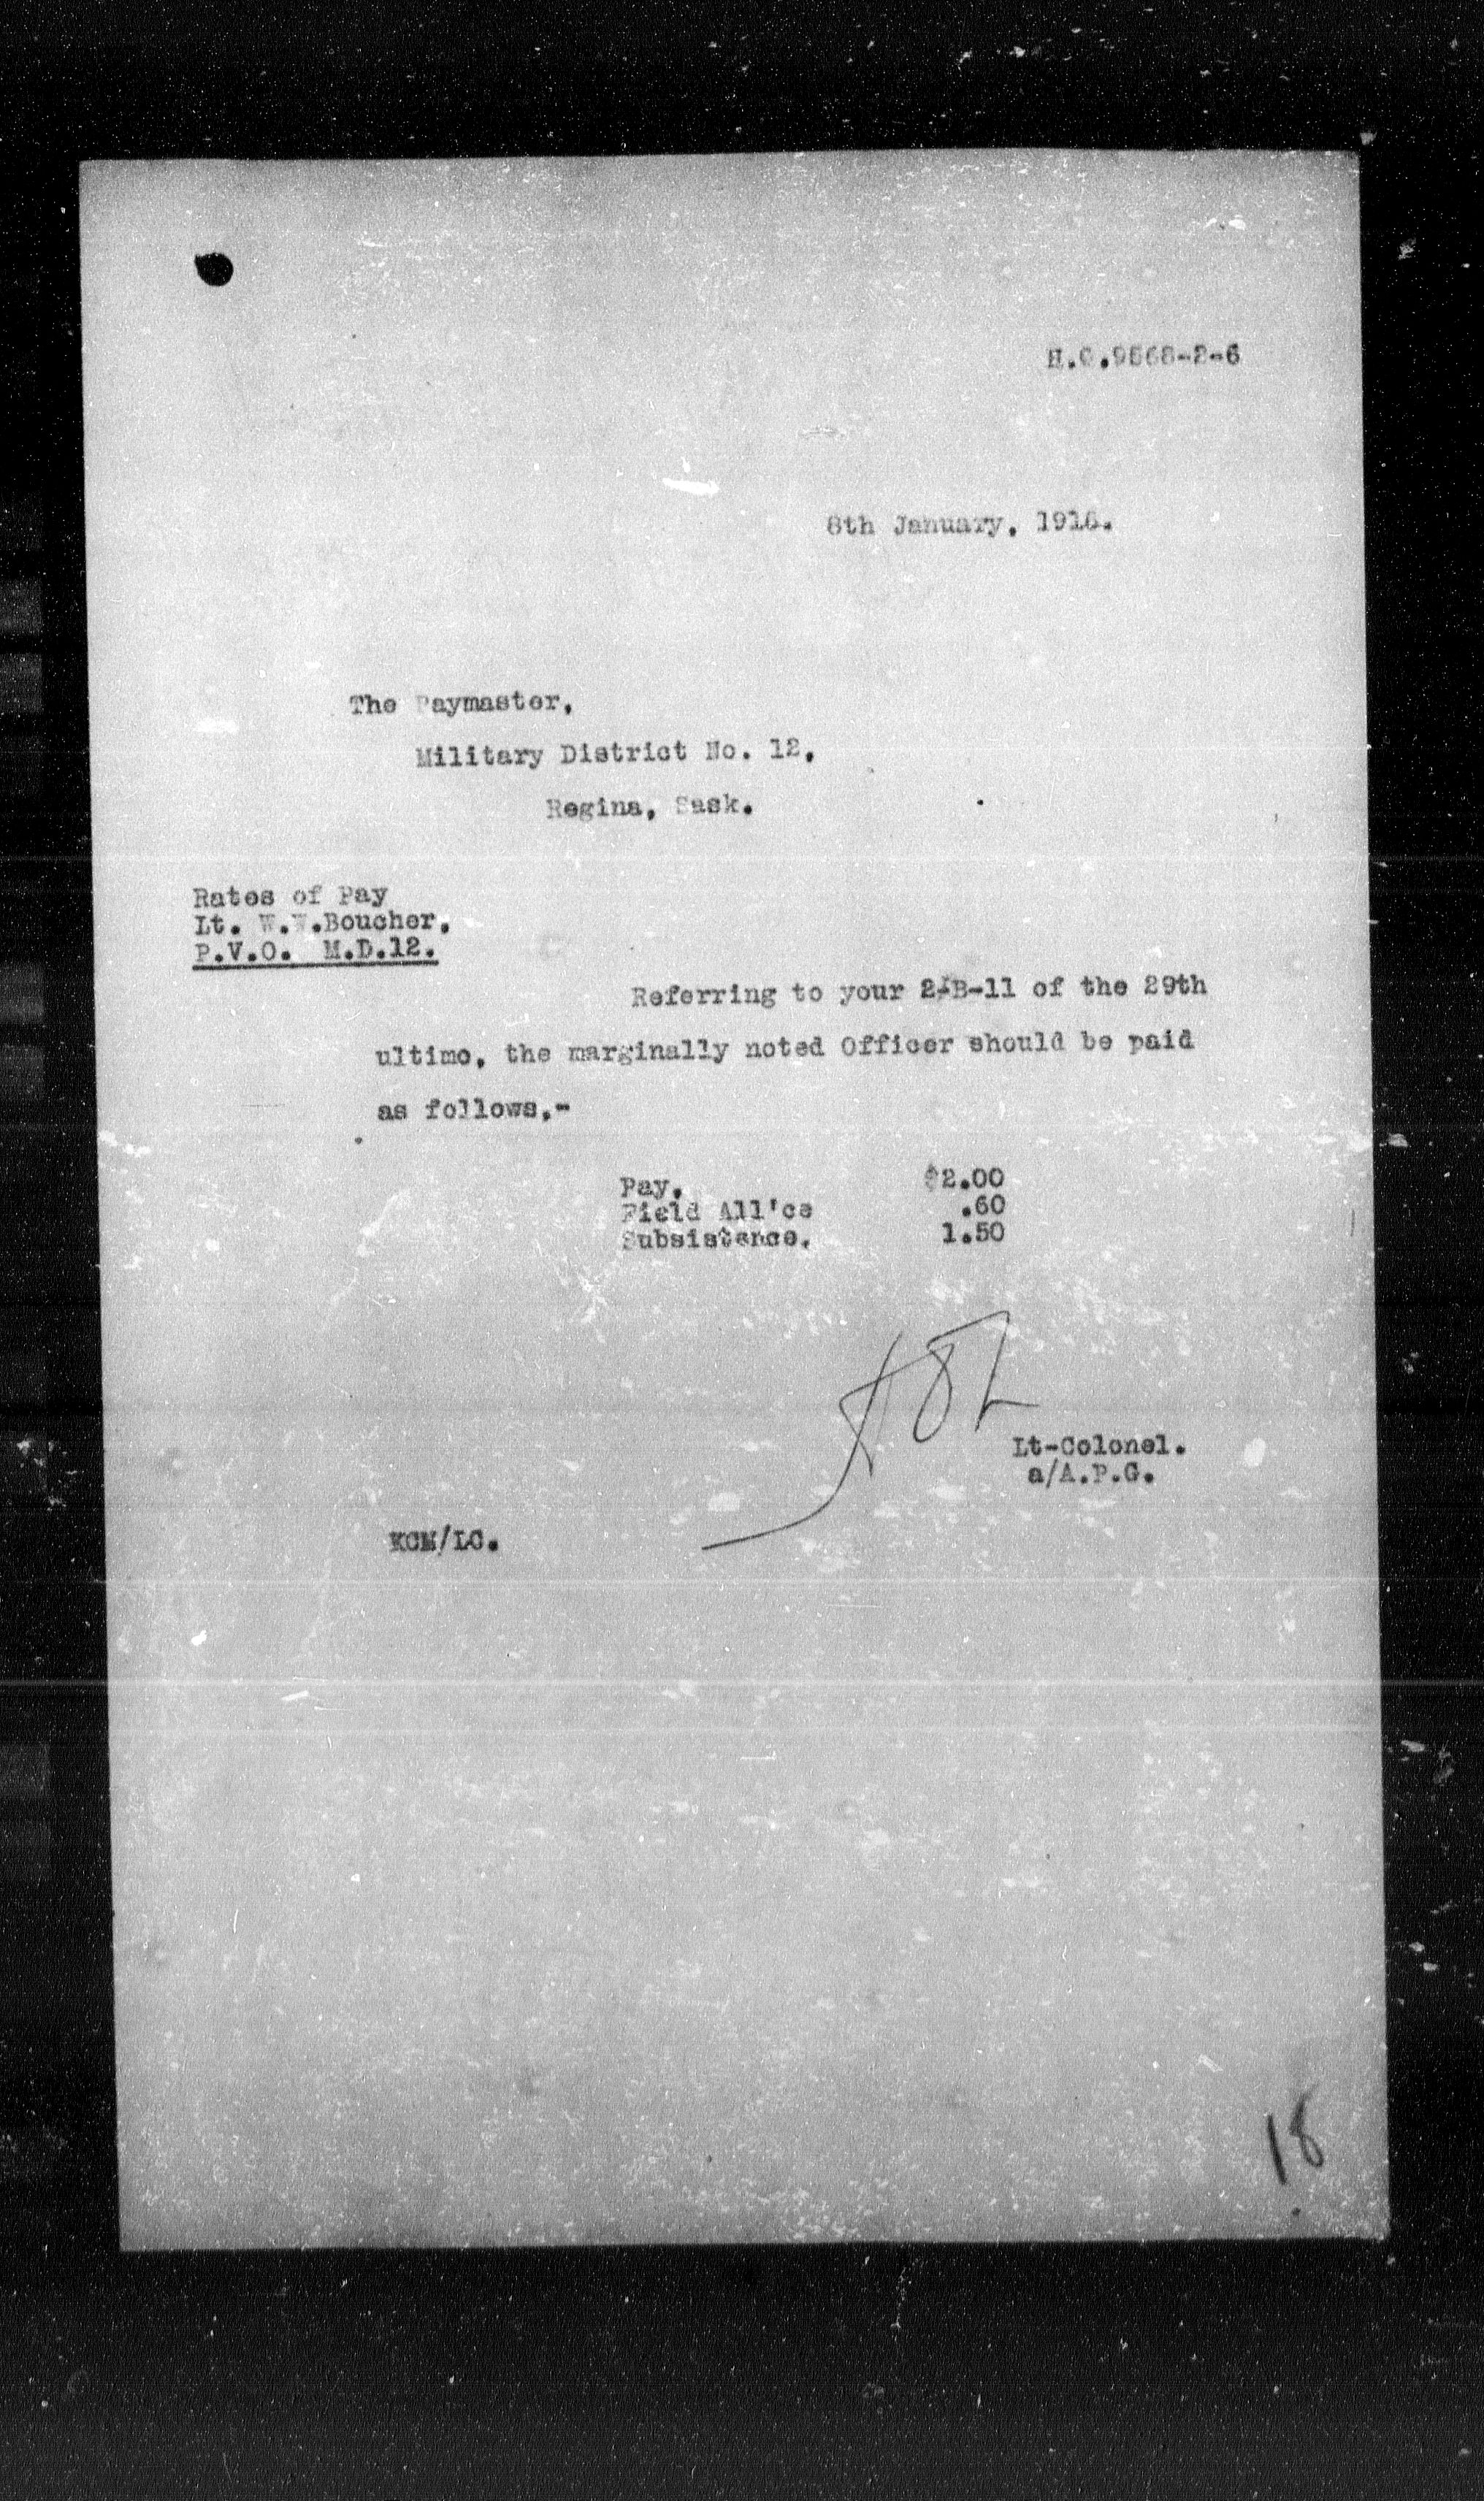 H.Q.9568-2-6
8th January, 1918.
The Paymaster,
Military District No. 12,
Regina, Sask.
Rates of Pay
Lt. W.W.Boucher,
P.V.O. M.D.12.
Referring to your 2-B-11 of the 29th
ultimo, the marginally noted Officer should be paid
as follows,-
Pay, $2.00
Field All'ce .60
Subsistence, 1.50
Lt-Colonel.
a/A.P.G.
KCM/LC.
18